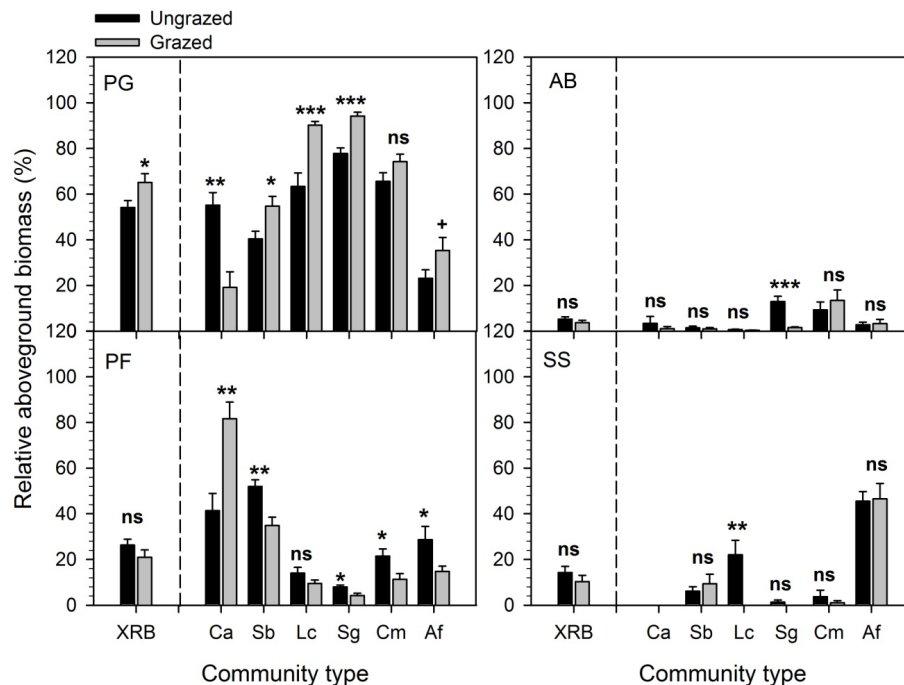 Ungrazed
Grazed
Relative aboveground biomass (%)
120
100
80
60
40
20
PG
*
**
*
***
***
ns
+
120
100
80
60
40
20
AB
ns
ns
ns
ns
***
ns
ns
120
100
80
60
40
20
0
PF
ns
**
**
ns
*
*
*
XRB Ca Sb Lc Sg Cm Af
Community type
120
100
80
60
40
20
0
SS
ns
ns
**
ns
ns
ns
XRB Ca Sb Lc Sg Cm Af
Community type